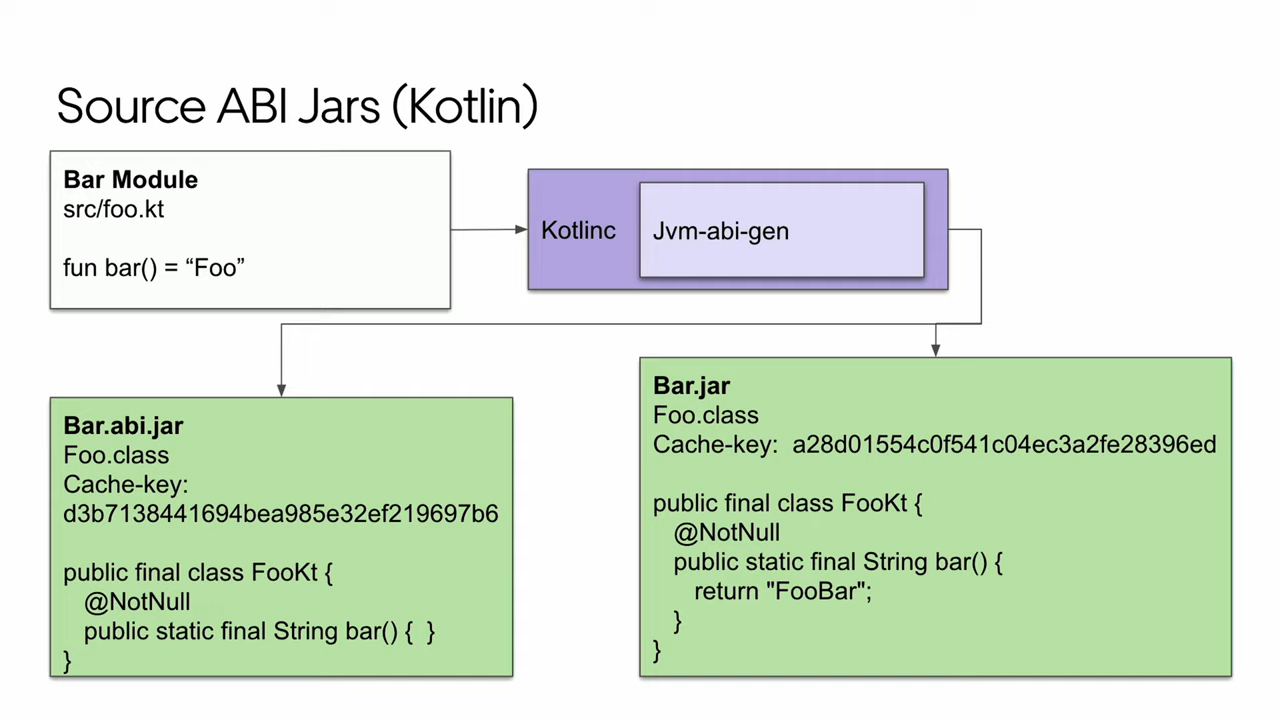 Source ABI Jars (Kotlin)
Bar Module
src/foo.kt
fun bar() = “Foo”
Kotlinc
Jvm-abi-gen
Bar.abi.jar
Foo.class
Cache-key:
d3b7138441694bea985e32ef219697b6
public final class FooKt {
@NotNull
public static final String bar() { }
}
Bar.jar
Foo.class
Cache-key: a28d01554c0f541c04ec3a2fe28396ed
public final class FooKt {
@NotNull
public static final String bar() {
return "FooBar";
}
}